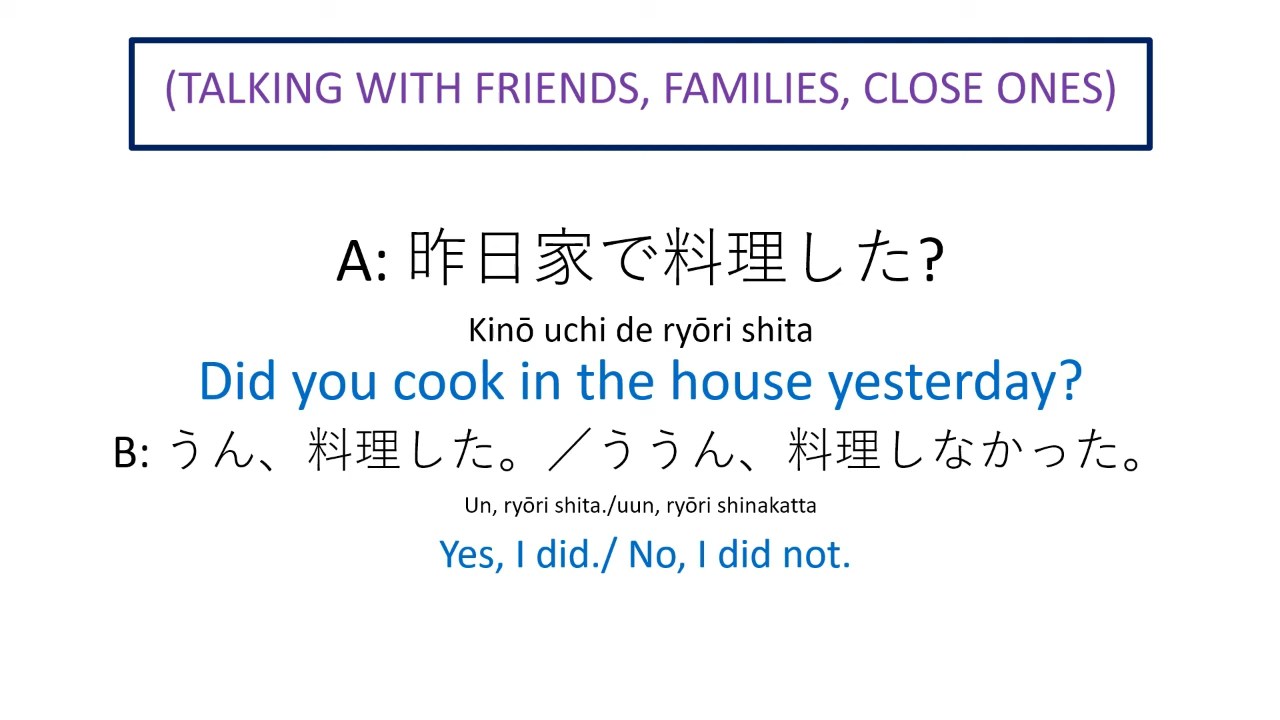 (TALKING WITH FRIENDS, FAMILIES, CLOSE ONES)
A: 昨日家で料理した?
Kinō uchi de ryōri shita
Did you cook in the house yesterday?
B: うん、料理した。／ううん、料理しなかった。
Un, ryōri shita./uun, ryōri shinakatta
Yes, I did./ No, I did not.